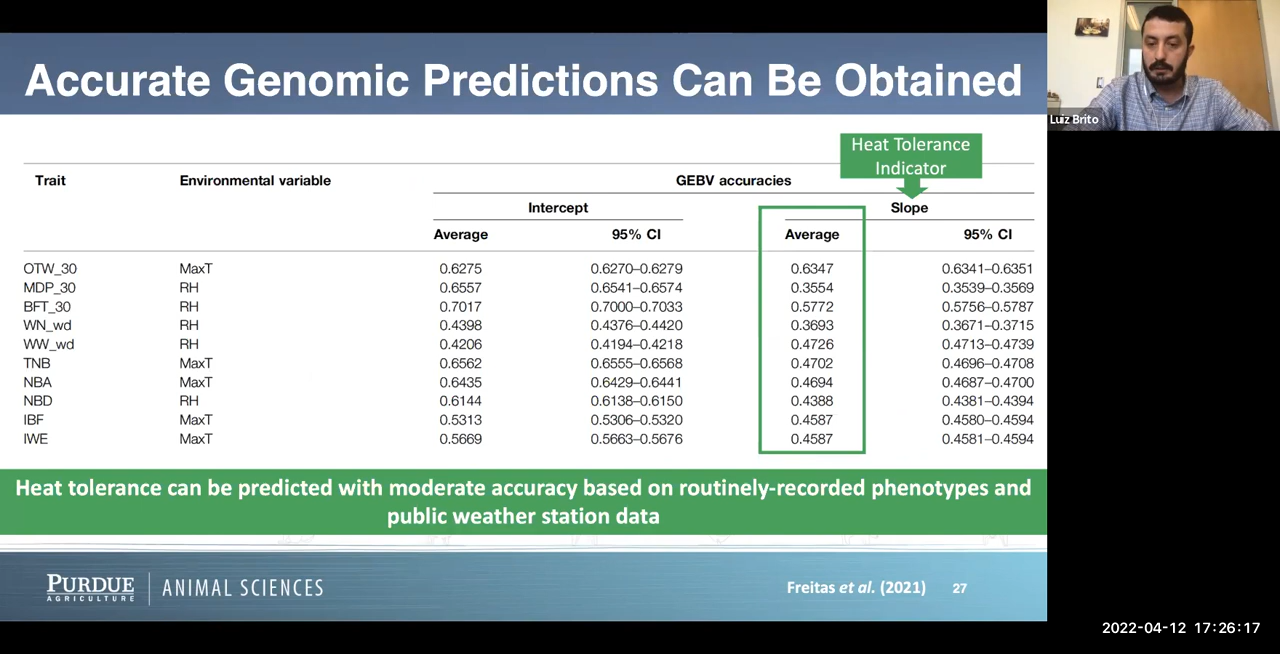 Accurate Genomic Predictions Can Be Obtained
Luiz Brito
Heat Tolerance
Indicator
Trait Environmental variable GEBV accuracies
Intercept Slope
Average 95% CI Average 95% CI
OTW_30 MaxT 0.6275 0.6270–0.6279 0.6347 0.6341–0.6351
MDP_30 RH 0.6557 0.6541–0.6574 0.3554 0.3539–0.3569
BFT_30 RH 0.7017 0.7000–0.7033 0.5772 0.5756–0.5787
WN_wd RH 0.4398 0.4376–0.4420 0.3693 0.3671–0.3715
WW_wd RH 0.4206 0.4194–0.4218 0.4726 0.4713–0.4739
TNB MaxT 0.6562 0.6555–0.6568 0.4702 0.4696–0.4708
NBA MaxT 0.6435 0.6429–0.6441 0.4694 0.4687–0.4700
NBD RH 0.6144 0.6138–0.6150 0.4388 0.4381–0.4394
IBF MaxT 0.5313 0.5306–0.5320 0.4587 0.4580–0.4594
IWE MaxT 0.5669 0.5663–0.5676 0.4587 0.4581–0.4594
Heat tolerance can be predicted with moderate accuracy based on routinely-recorded phenotypes and
public weather station data
PURDUE
AGRICULTURE
ANIMAL SCIENCES
Freitas et al. (2021) 27
2022-04-12 17:26:17